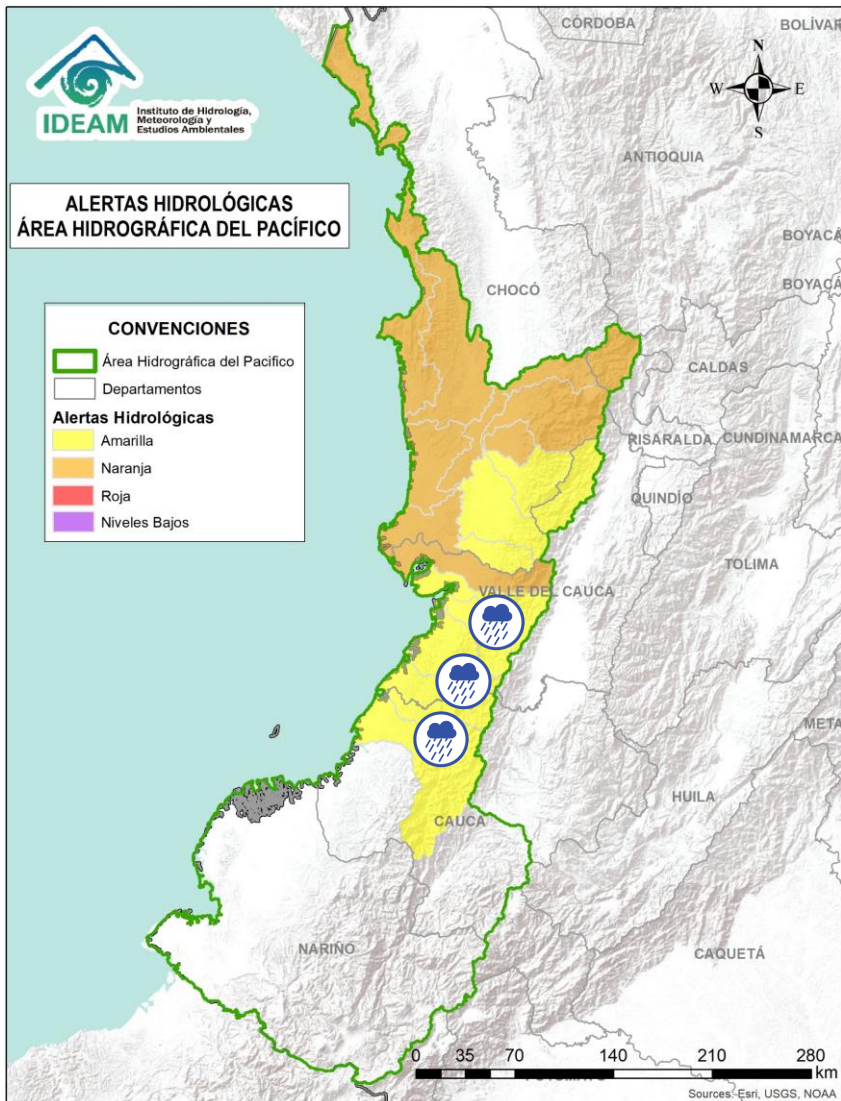 CÓRDOBA
BOLÍVAR
IDEAM
Instituto de Hidrología,
Meteorología y
Estudios Ambientales
N
W
E
S
ANTIOQUIA
ALERTAS HIDROLÓGICAS
ÁREA HIDROGRÁFICA DEL PACÍFICO
BOYACÁ
BOYACÁ
CHOCÓ
CONVENCIONES
Área Hidrográfica del Pacifico
Departamentos
Alertas Hidrológicas
Amarilla
Naranja
Roja
Niveles Bajos
CALDAS
RISARALDA
CUNDINAMARCA
QUINDÍO
TOLIMA
VALLE DEL CAUCA
META
HUILA
CAUCA
NARIÑO
CAQUETÁ
0 35 70 140 210 280
km
Sources: Esri, USGS, NOAA